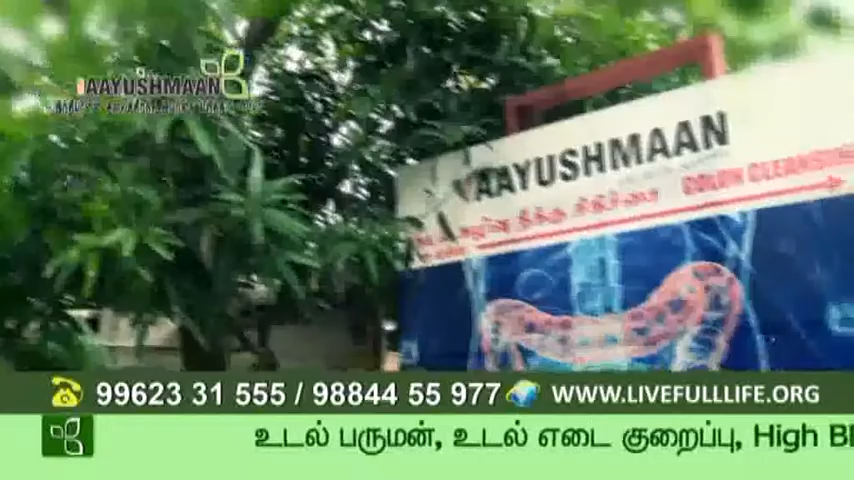 AAYUSHMAAN
AAYUSHMAAN
COLON CLEANSING
99623 31 555 / 98844 55 977
WWW.LIVEFULLLIFE.ORG
உடல் பருமன், உடல் எடை குறைப்பு, High Bl